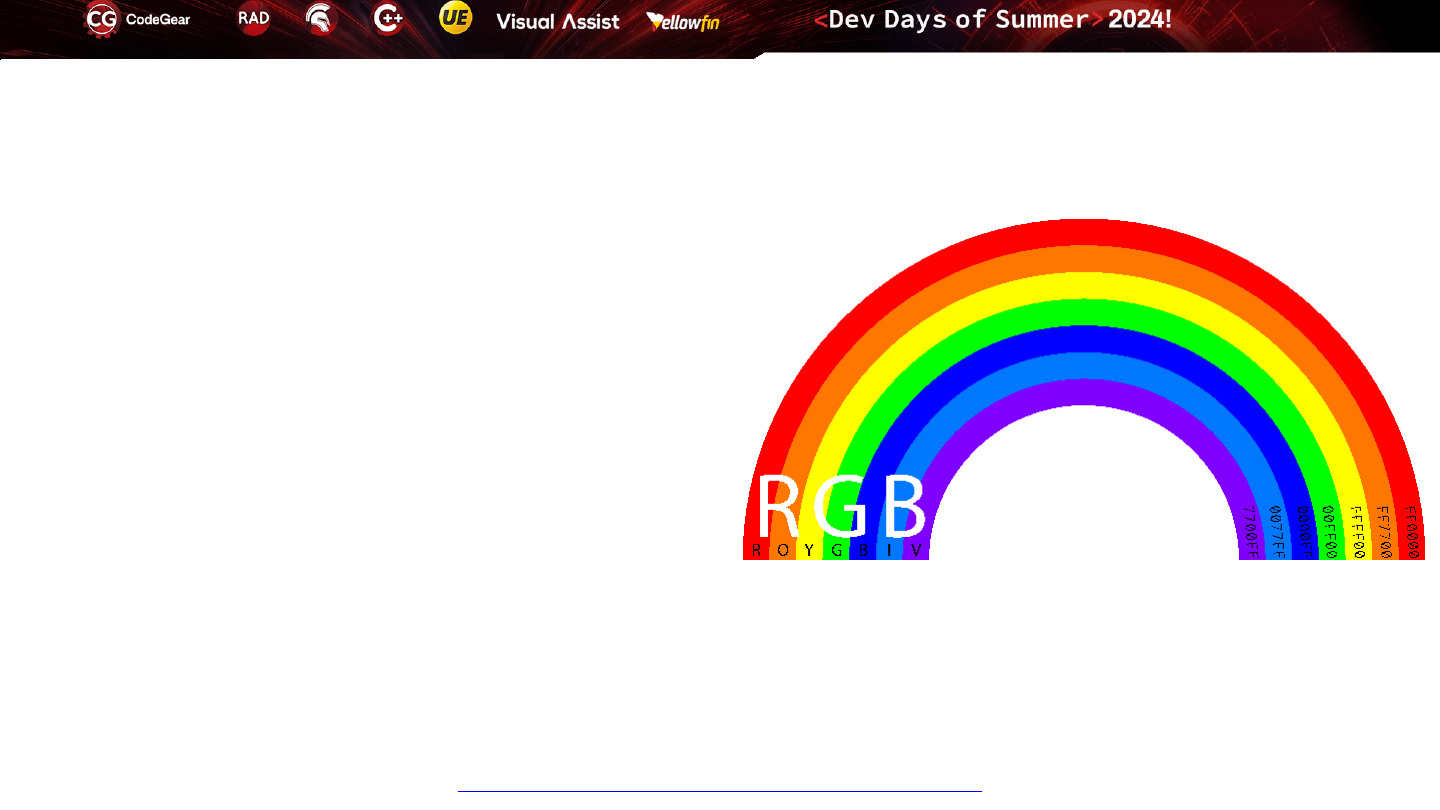 CG CodeGear RAD C++ UE Visual Assist Yellowfin <Dev Days of Summer> 2024!
RGB
R O Y G B I V
7700FF 0077FF 0000FF 00FF00 FFFF00 FF7700 FF0000